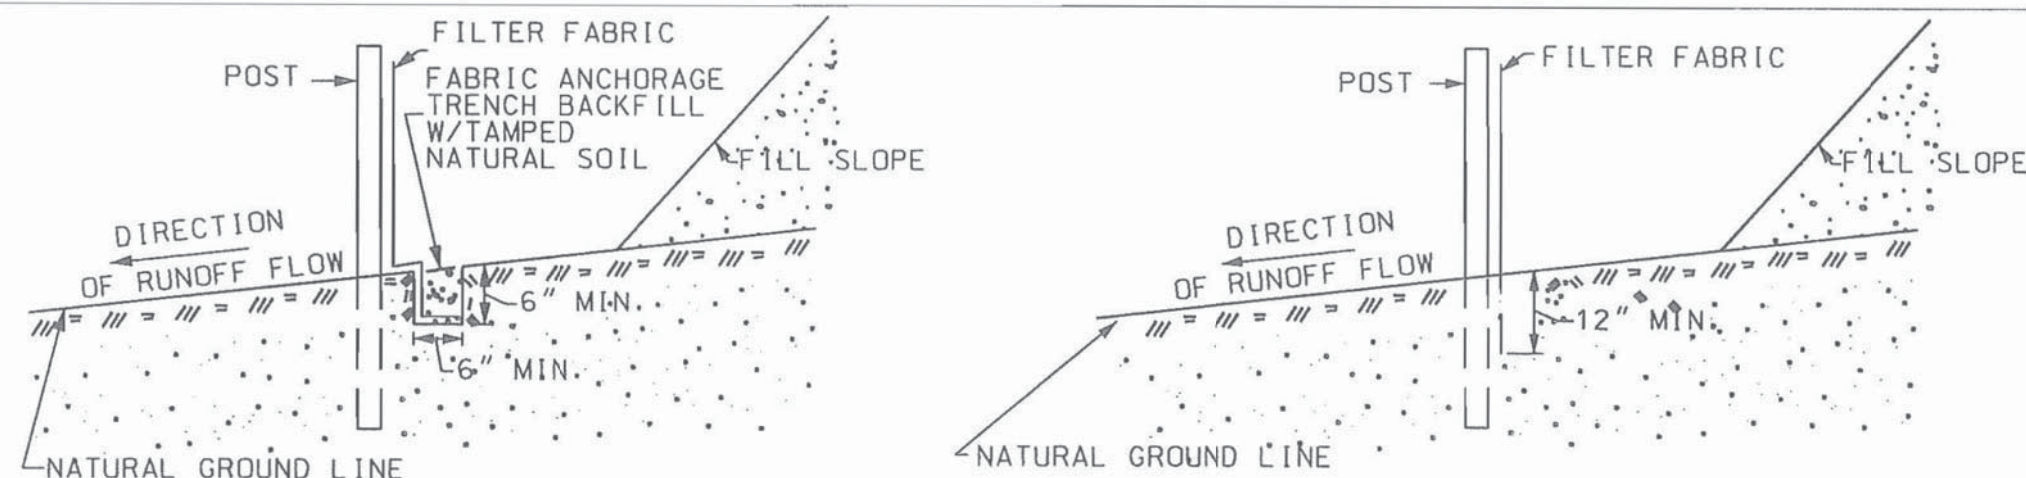 FILTER FABRIC
POST
FABRIC ANCHORAGE
TRENCH BACKFILL
W/TAMPED
NATURAL SOIL
FILL SLOPE
DIRECTION
OF RUNOFF FLOW
6" MIN.
6" MIN.
NATURAL GROUND LINE
FILTER FABRIC
POST
FILL SLOPE
DIRECTION
OF RUNOFF FLOW
12" MIN.
NATURAL GROUND LINE